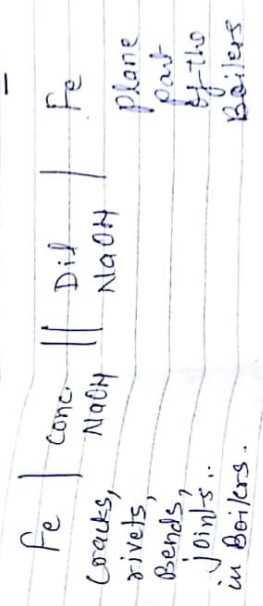 Fe | Conc. || Dil | Fe
NaOH NaOH
Cracks, plane
rivets, part
Bends, of the
joints.. Boilers
in Boilers.